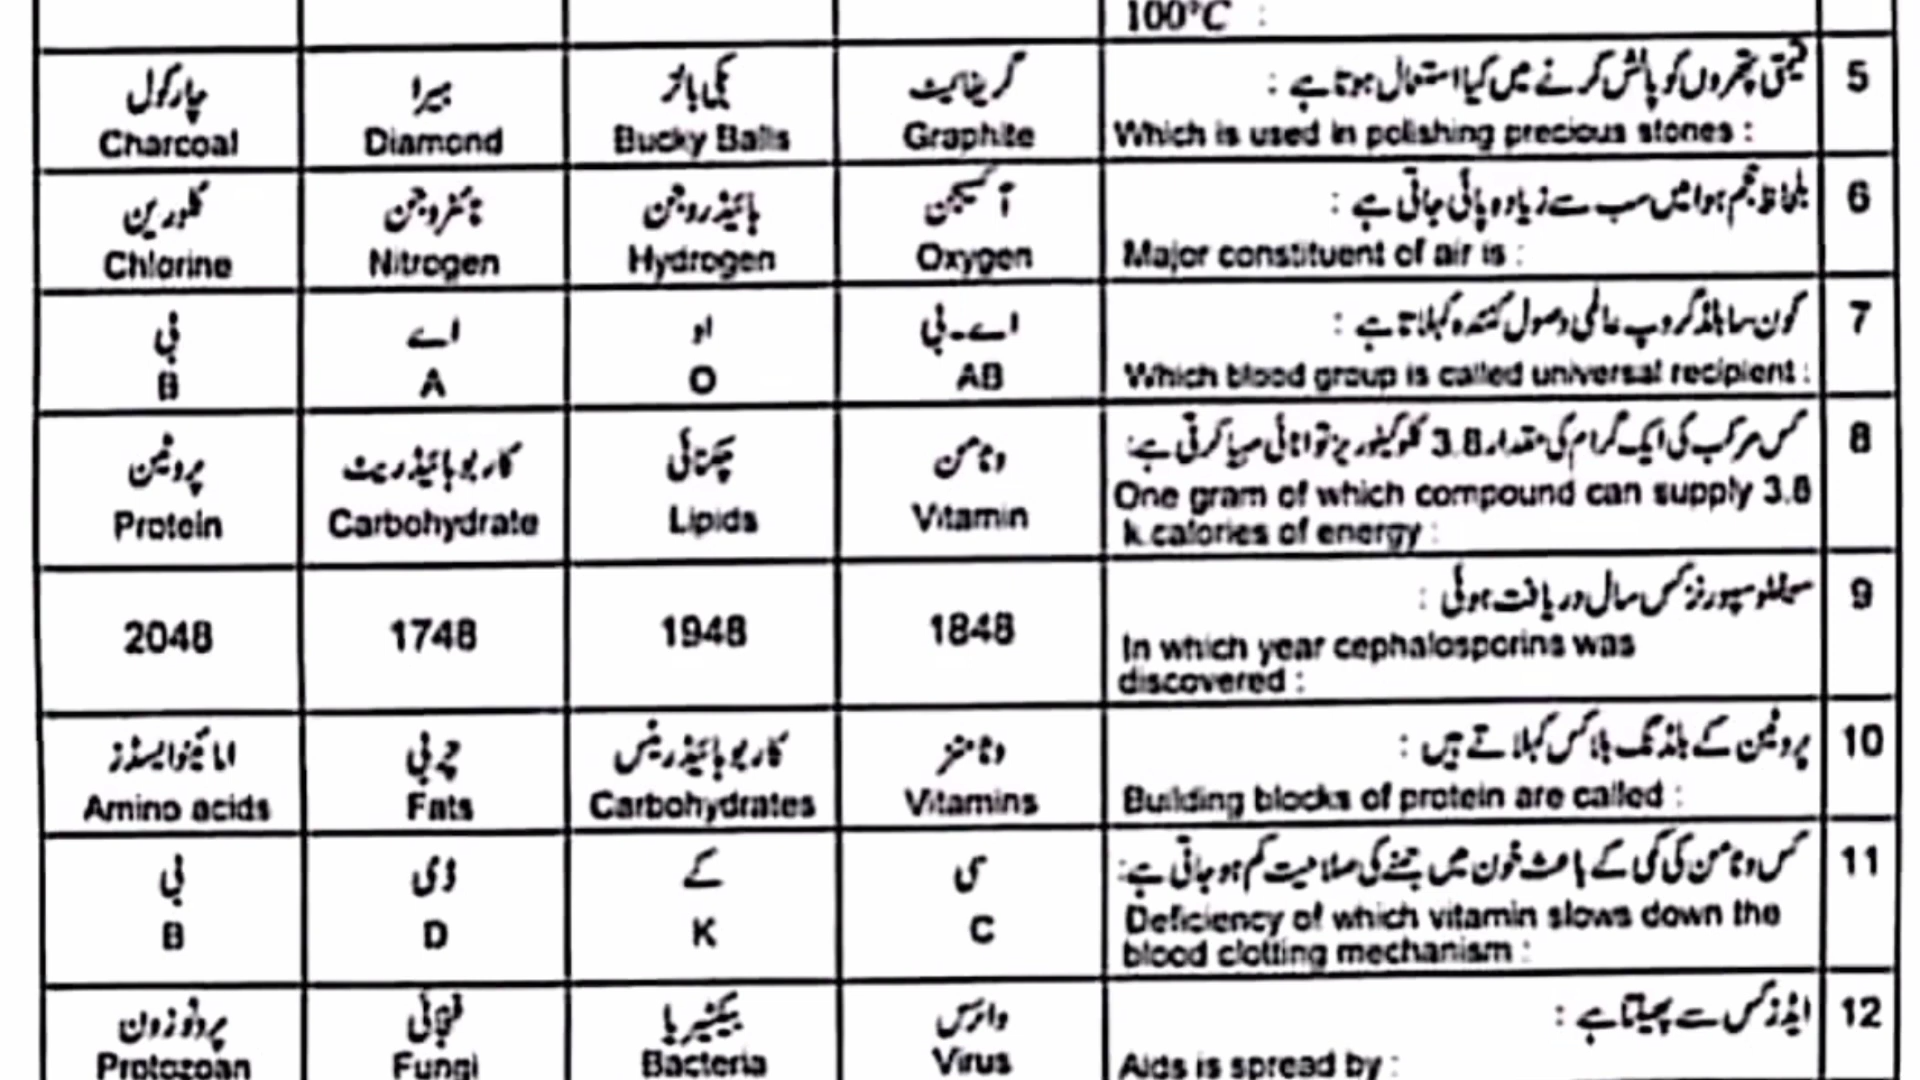 100°C :
5
قیمتی پتھروں کو پالش کرنے میں کیا استعمال ہوتا ہے :
Which is used in polishing precious stones :
گریفائیٹ
Graphite
بکی بالز
Bucky Balls
ہیرا
Diamond
چارکول
Charcoal
6
بلحاظ حجم ہوا میں سب سے زیادہ پائی جاتی ہے :
Major constituent of air is :
آکسیجن
Oxygen
ہائیڈروجن
Hydrogen
نائٹروجن
Nitrogen
کلورین
Chlorine
7
کون سا بلڈ گروپ عالمی وصول کنندہ کہلاتا ہے :
Which blood group is called universal recipient :
اے۔بی
AB
او
O
اے
A
بی
B
8
کس مرکب کی ایک گرام کی مقدار 3.8 کلو کیلوریز توانائی مہیا کرتی ہے:
One gram of which compound can supply 3.8
k.calories of energy :
وٹامن
Vitamin
چکنائی
Lipids
کاربوہائیڈریٹ
Carbohydrate
پروٹین
Protein
9
سیفلوسپورنز کس سال دریافت ہوئی :
In which year cephalosporins was
discovered :
1848
1948
1748
2048
10
پروٹین کے بلڈنگ بلاکس کہلاتے ہیں :
Building blocks of protein are called :
وٹامنز
Vitamins
کاربوہائیڈریٹس
Carbohydrates
چربی
Fats
امائینوایسڈز
Amino acids
11
کس وٹامن کی کمی کے باعث خون میں جمنے کی صلاحیت کم ہو جاتی ہے:
Deficiency of which vitamin slows down the
blood clotting mechanism :
سی
C
کے
K
ڈی
D
بی
B
12
ایڈز کس سے پھیلتا ہے :
Aids is spread by :
وائرس
Virus
بیکٹیریا
Bacteria
فنجائی
Fungi
پروٹوزون
Protozoan